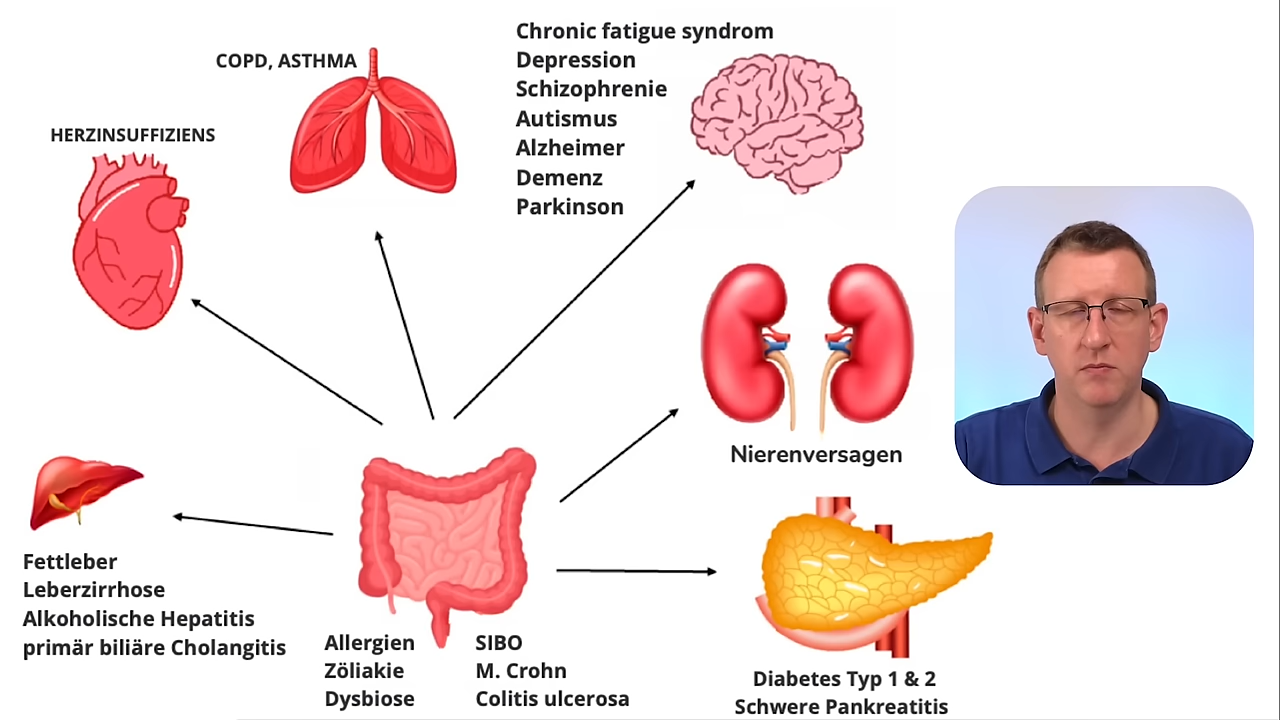 Chronic fatigue syndrom
Depression
Schizophrenie
Autismus
Alzheimer
Demenz
Parkinson
COPD, ASTHMA
HERZINSUFFIZIENS
Nierenversagen
Fettleber
Leberzirrhose
Alkoholische Hepatitis
primär biliäre Cholangitis
Allergien
Zöliakie
Dysbiose
SIBO
M. Crohn
Colitis ulcerosa
Diabetes Typ 1 & 2
Schwere Pankreatitis